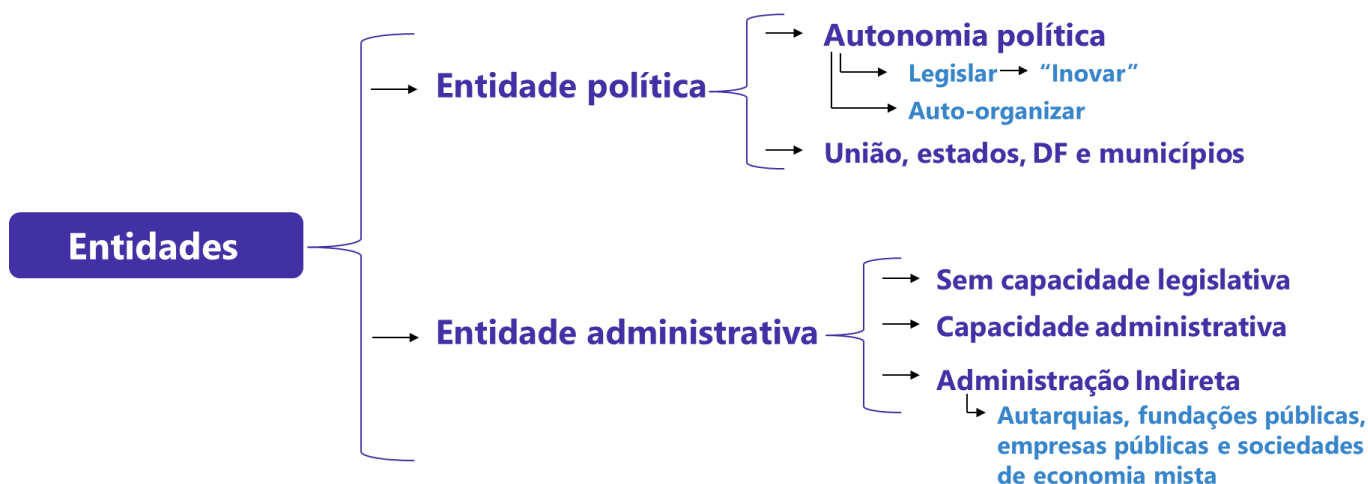 Entidades
Entidade política
Autonomia política
Legislar
“Inovar”
Auto-organizar
União, estados, DF e municípios
Entidade administrativa
Sem capacidade legislativa
Capacidade administrativa
Administração Indireta
Autarquias, fundações públicas,
empresas públicas e sociedades
de economia mista